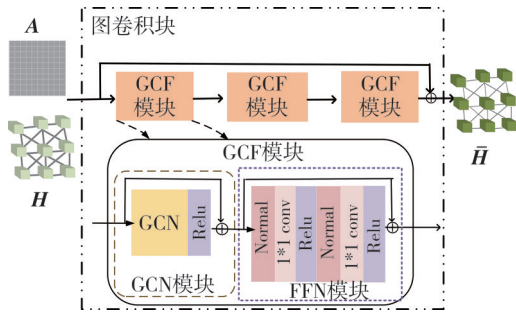 A
图卷积块
GCF
模块
GCF
模块
GCF
模块
H
H̄
GCF模块
GCN
Relu
Normal
1*1 conv
Relu
Normal
1*1 conv
Relu
GCN模块
FFN模块